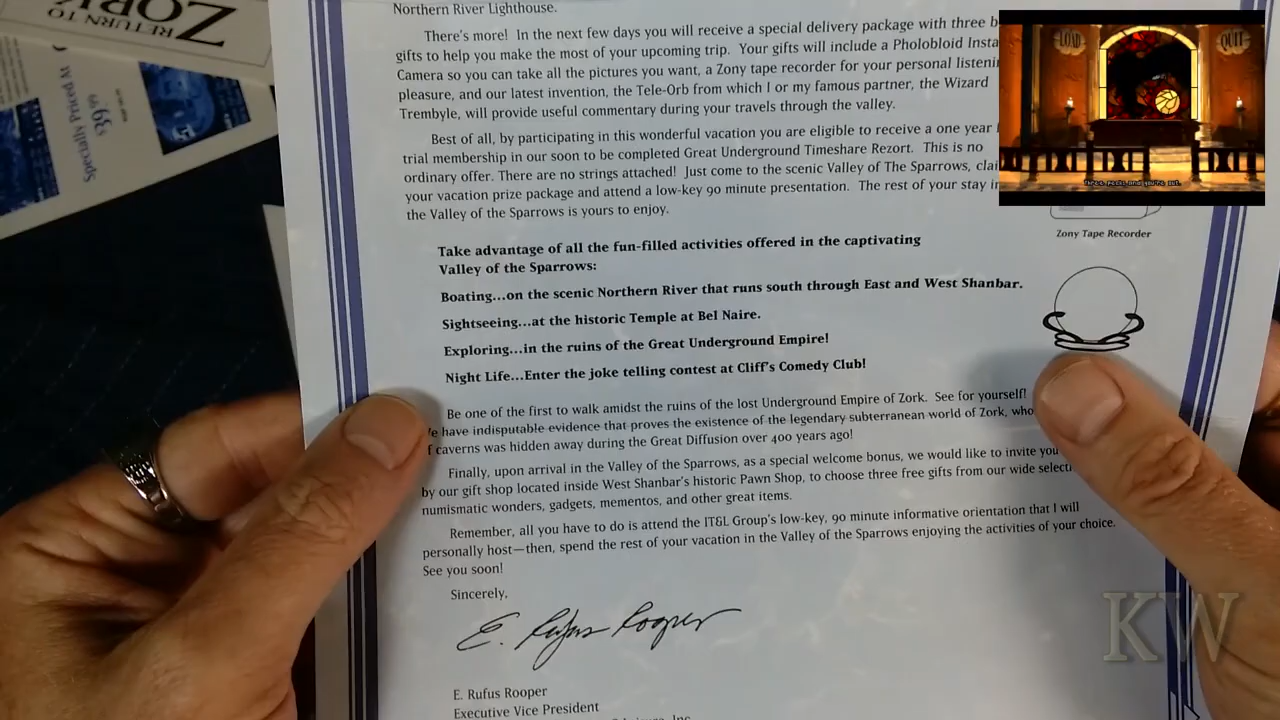 RETURN TO
ZORK
Specially Priced At
$39
Northern River Lighthouse.
There's more! In the next few days you will receive a special delivery package with three b
gifts to help you make the most of your upcoming trip. Your gifts will include a Pholobloid Insta
Camera so you can take all the pictures you want, a Zony tape recorder for your personal listeni
pleasure, and our latest invention, the Tele-Orb from which I or my famous partner, the Wizard
Trembyle, will provide useful commentary during your travels through the valley.
Best of all, by participating in this wonderful vacation you are eligible to receive a one year
trial membership in our soon to be completed Great Underground Timeshare Rezort. This is no
ordinary offer. There are no strings attached! Just come to the scenic Valley of The Sparrows, clai
your vacation prize package and attend a low-key 90 minute presentation. The rest of your stay in
the Valley of the Sparrows is yours to enjoy.
Take advantage of all the fun-filled activities offered in the captivating
Valley of the Sparrows:
Boating...on the scenic Northern River that runs south through East and West Shanbar.
Sightseeing...at the historic Temple at Bel Naire.
Exploring...in the ruins of the Great Underground Empire!
Night Life...Enter the joke telling contest at Cliff's Comedy Club!
Be one of the first to walk amidst the ruins of the lost Underground Empire of Zork. See for yourself!
e have indisputable evidence that proves the existence of the legendary subterranean world of Zork, who
f caverns was hidden away during the Great Diffusion over 400 years ago!
Finally, upon arrival in the Valley of the Sparrows, as a special welcome bonus, we would like to invite you
by our gift shop located inside West Shanbar's historic Pawn Shop, to choose three free gifts from our wide selecti
numismatic wonders, gadgets, mementos, and other great items.
Remember, all you have to do is attend the IT&L Group's low-key, 90 minute informative orientation that I will
personally host—then, spend the rest of your vacation in the Valley of the Sparrows enjoying the activities of your choice.
See you soon!
Sincerely,
E. Rufus Rooper
E. Rufus Rooper
Executive Vice President
Zony Tape Recorder
LOAD
QUIT
KW